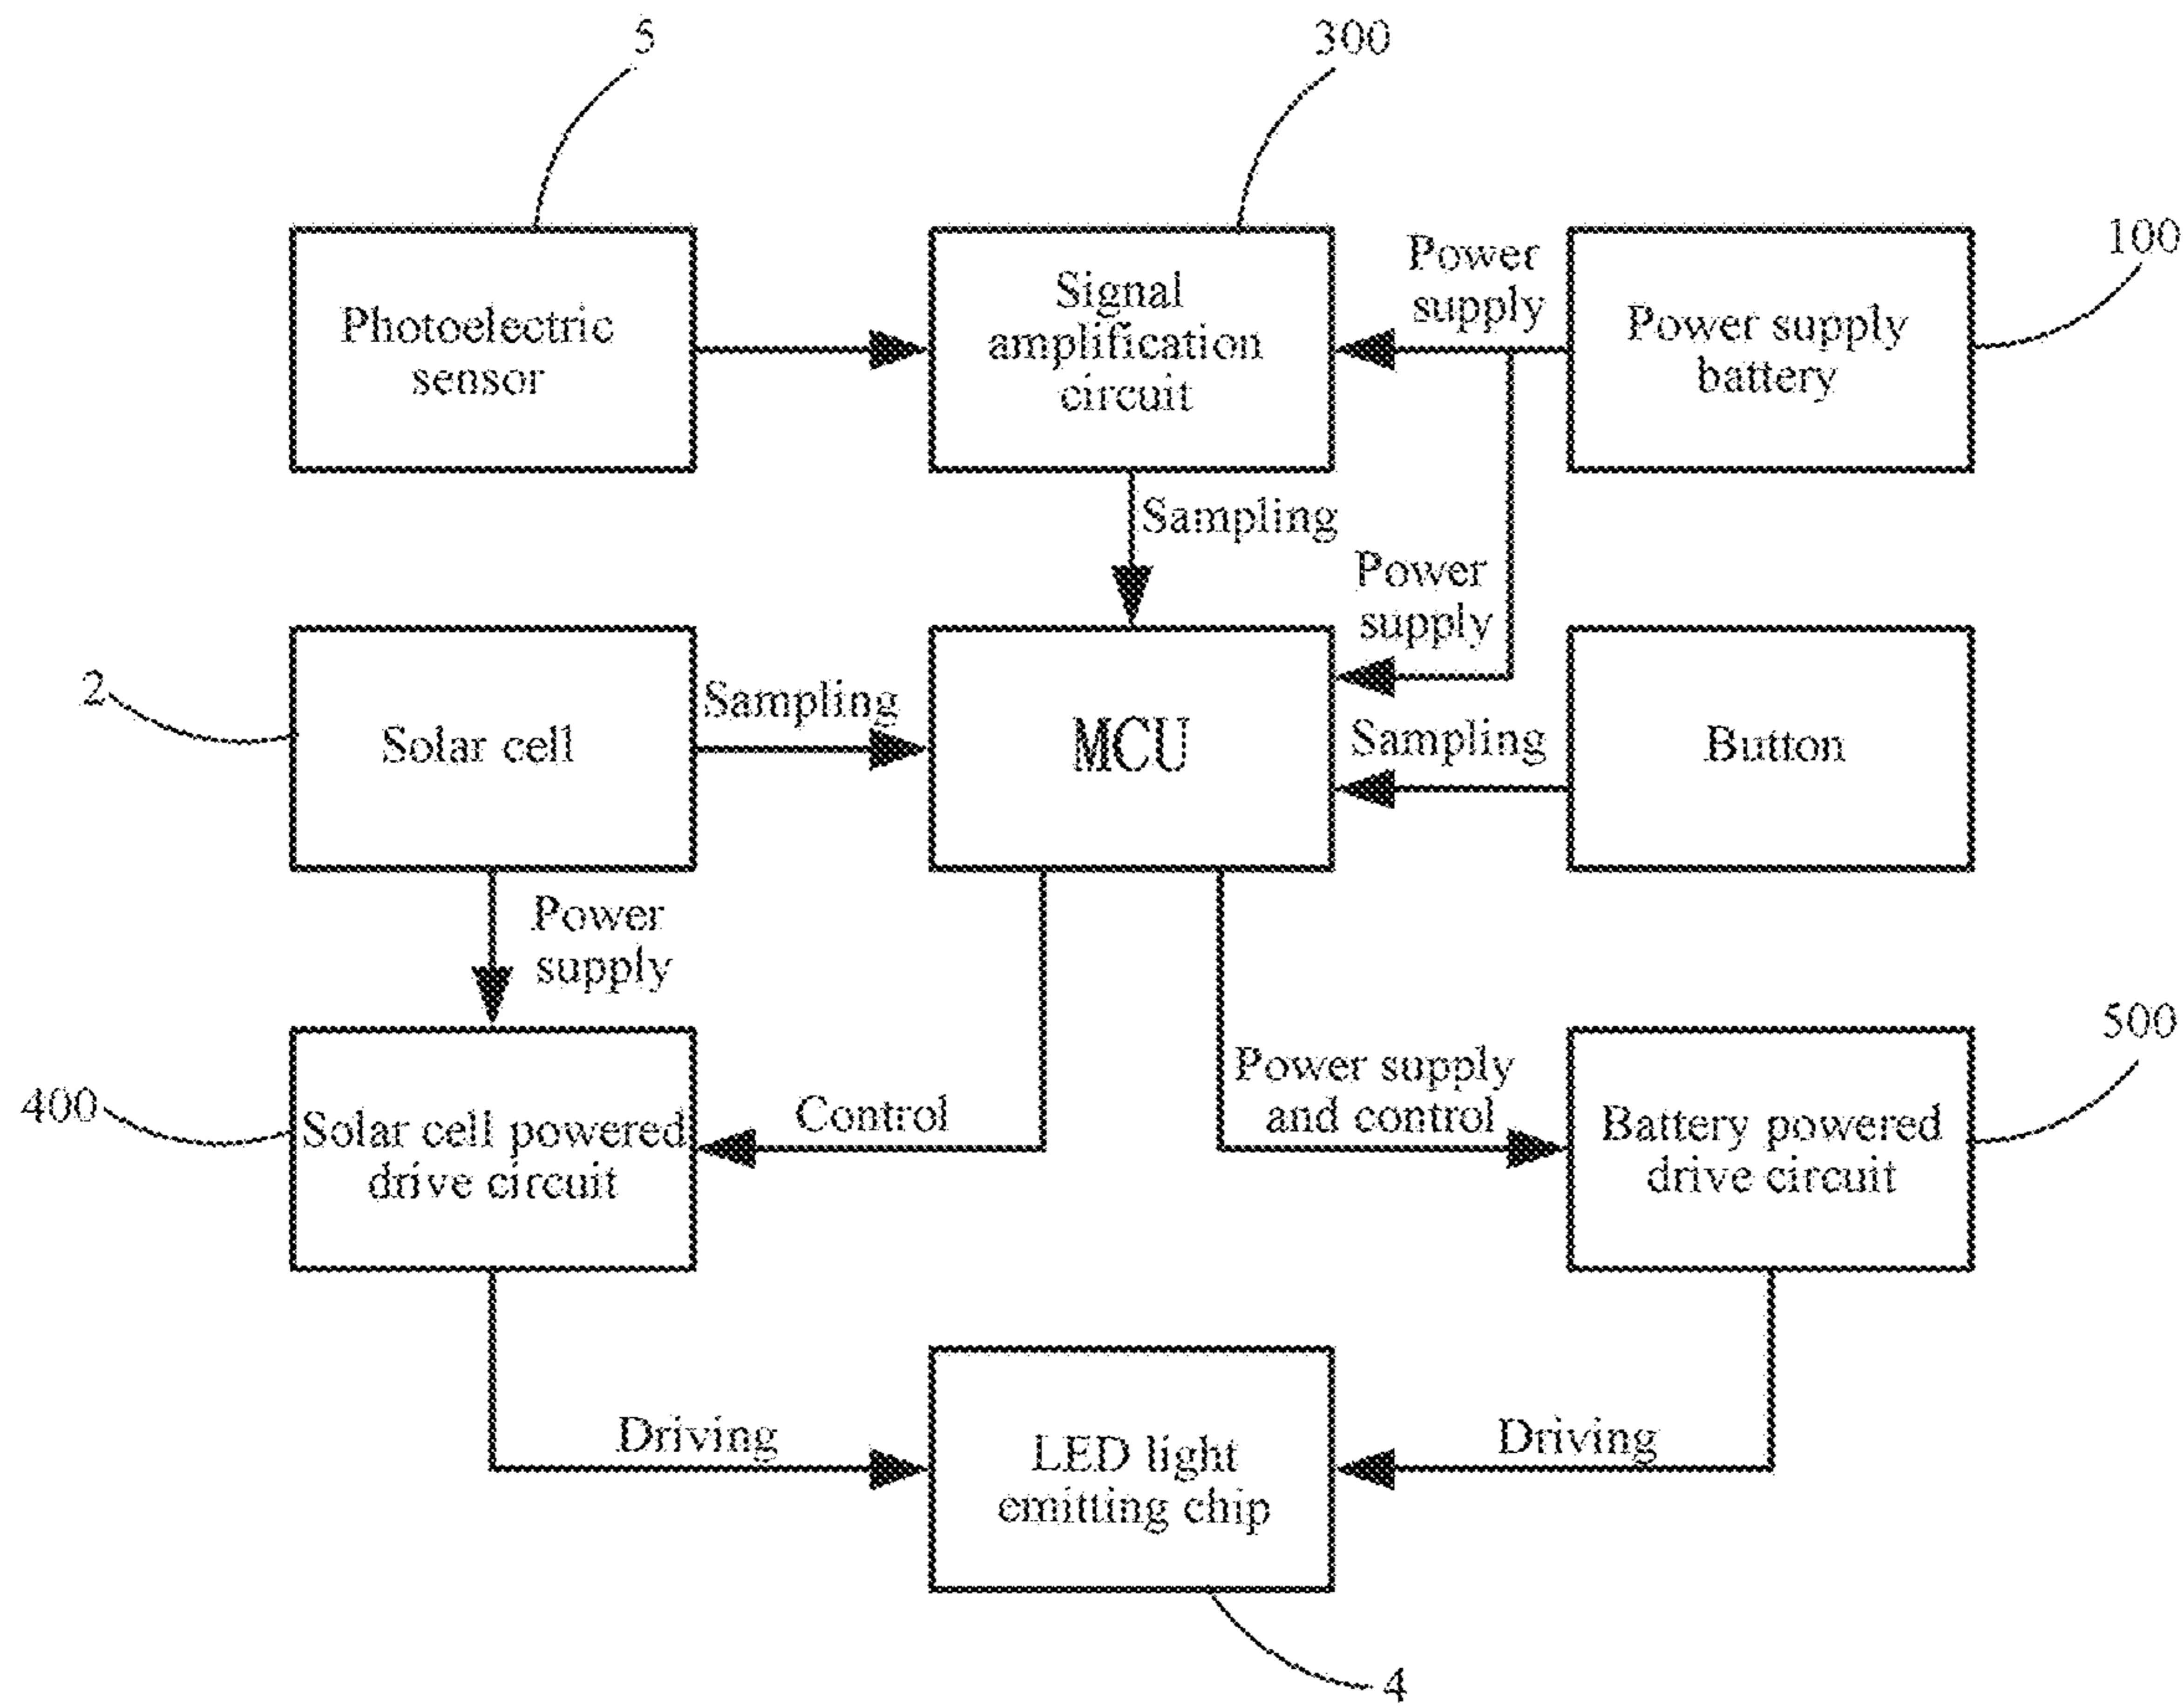 5
300
100
Photoelectric
sensor
Signal
amplification
circuit
Power
supply
Power supply
battery
Sampling
Power
supply
2
Solar cell
Sampling
MCU
Sampling
Button
Power
supply
400
Solar cell powered
drive circuit
Control
Power supply
and control
Battery powered
drive circuit
500
Driving
LED light
emitting chip
Driving
4